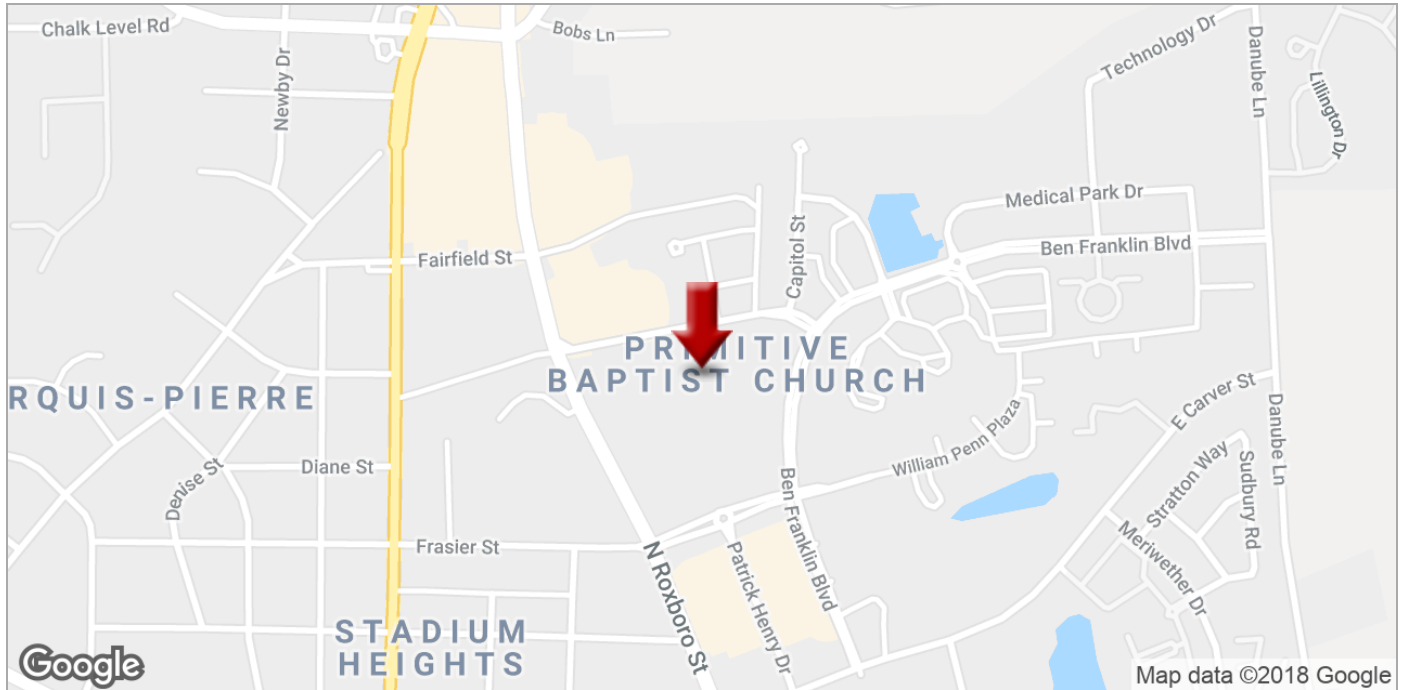 Chalk Level Rd
Bobs Ln
Technology Dr
Newby Dr
Danube Ln
Lillington Dr
Medical Park Dr
Capitol St
Ben Franklin Blvd
Fairfield St
PRIMITIVE
BAPTIST CHURCH
RQUIS-PIERRE
E Carver St
William Penn Plaza
Danube Ln
Diane St
Denise St
Stratton Way
Sudbury Rd
Ben Franklin Blvd
Meriwether Dr
Frasier St
N Roxboro St
Patrick Henry Dr
STADIUM
HEIGHTS
Google
Map data ©2018 Google